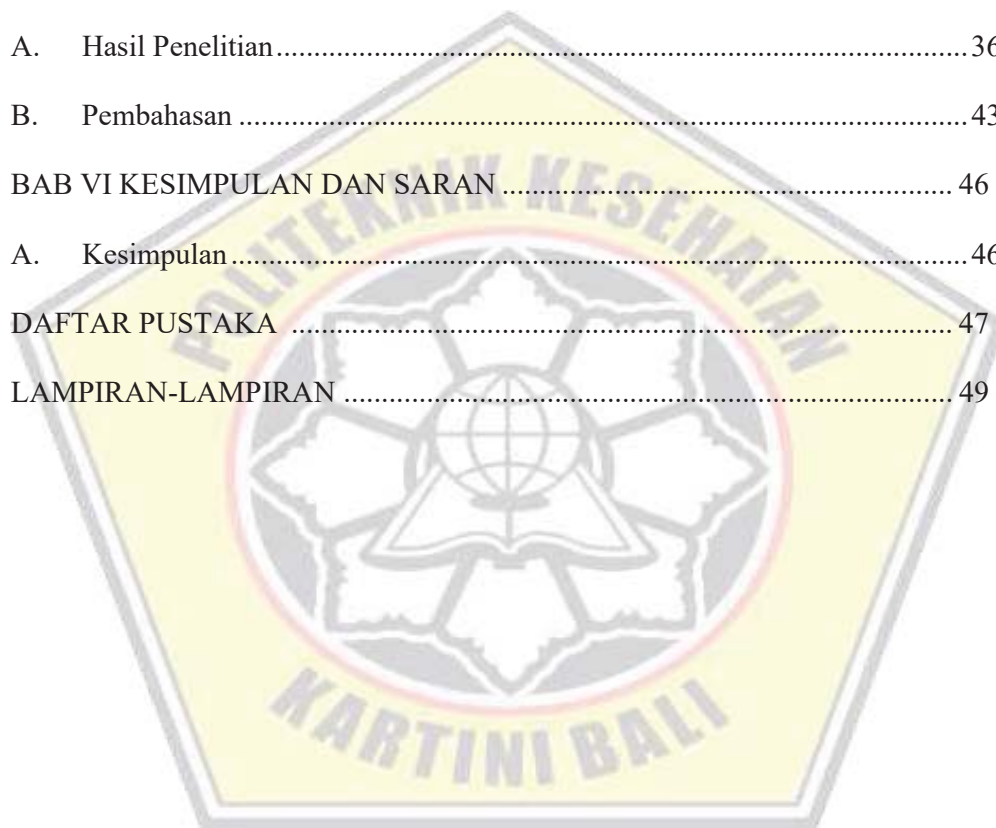 A. Hasil Penelitian.......................................................................................36
B. Pembahasan ...........................................................................................43
BAB VI KESIMPULAN DAN SARAN ......................................................... 46
A. Kesimpulan............................................................................................46
DAFTAR PUSTAKA .................................................................................. 47
LAMPIRAN-LAMPIRAN ............................................................................ 49
POLITEKNIK KESEHATAN
KARTINI BALI